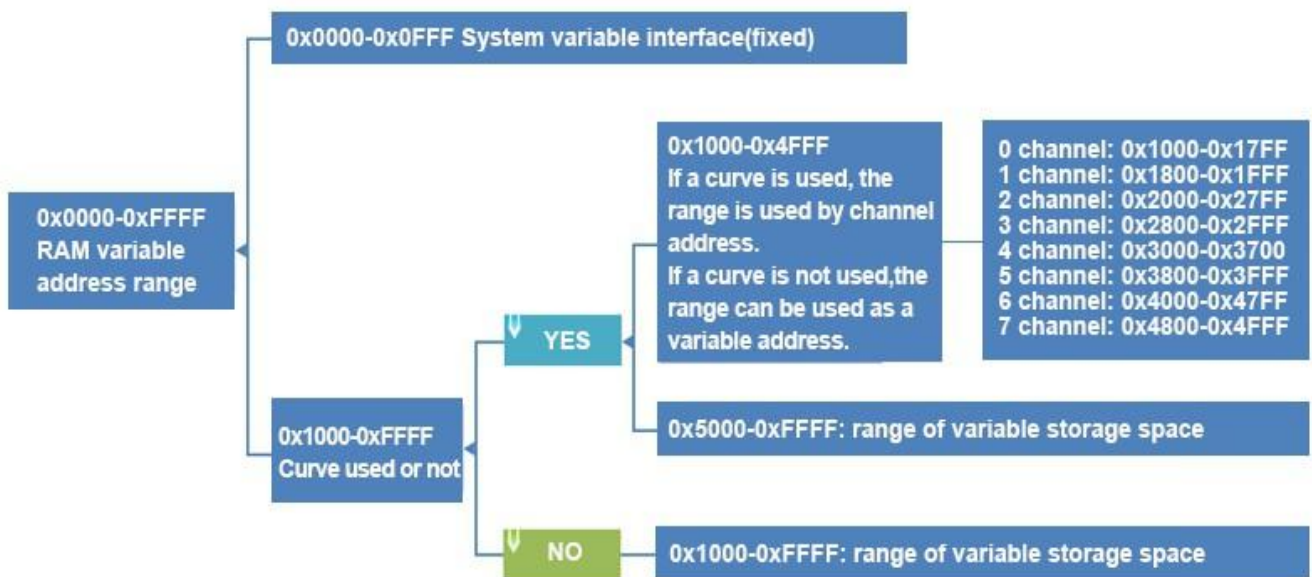 0x0000-0x0FFF System variable interface(fixed)
0x0000-0xFFFF
RAM variable
address range
0x1000-0xFFFF
Curve used or not
YES
0x1000-0x4FFF
If a curve is used, the
range is used by channel
address.
If a curve is not used,the
range can be used as a
variable address.
0 channel: 0x1000-0x17FF
1 channel: 0x1800-0x1FFF
2 channel: 0x2000-0x27FF
3 channel: 0x2800-0x2FFF
4 channel: 0x3000-0x3700
5 channel: 0x3800-0x3FFF
6 channel: 0x4000-0x47FF
7 channel: 0x4800-0x4FFF
0x5000-0xFFFF: range of variable storage space
NO
0x1000-0xFFFF: range of variable storage space